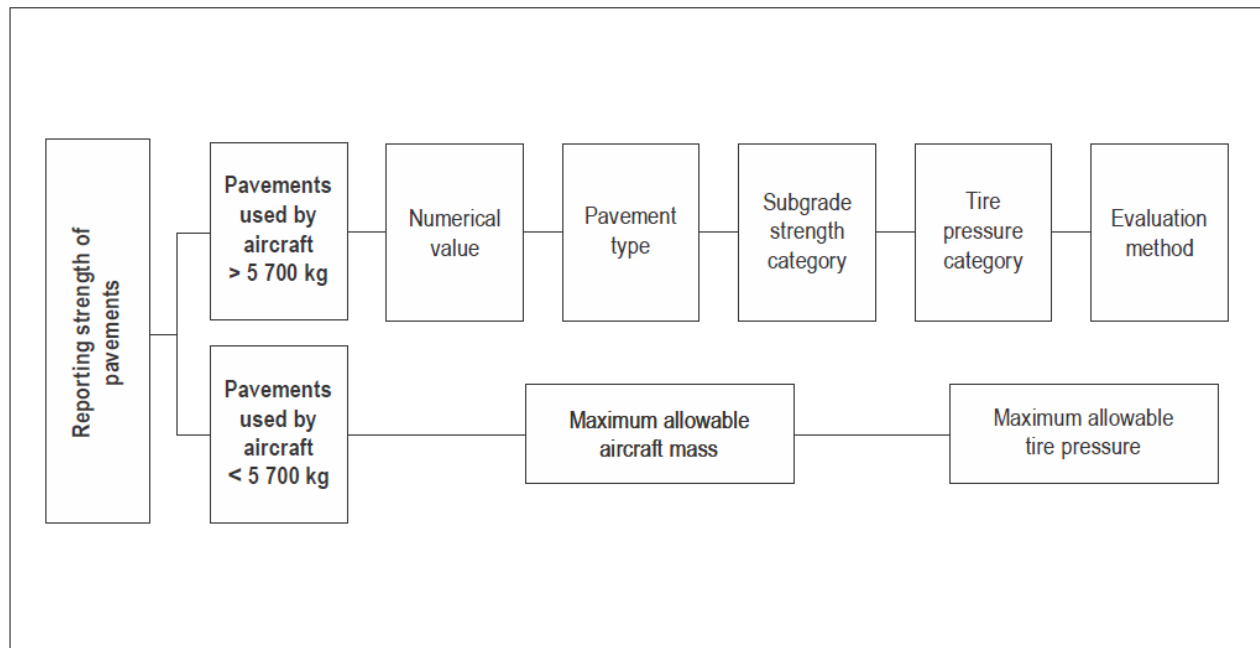 Reporting strength of
pavements
Pavements
used by
aircraft
> 5 700 kg
Numerical
value
Pavement
type
Subgrade
strength
category
Tire
pressure
category
Evaluation
method
Pavements
used by
aircraft
< 5 700 kg
Maximum allowable
aircraft mass
Maximum allowable
tire pressure